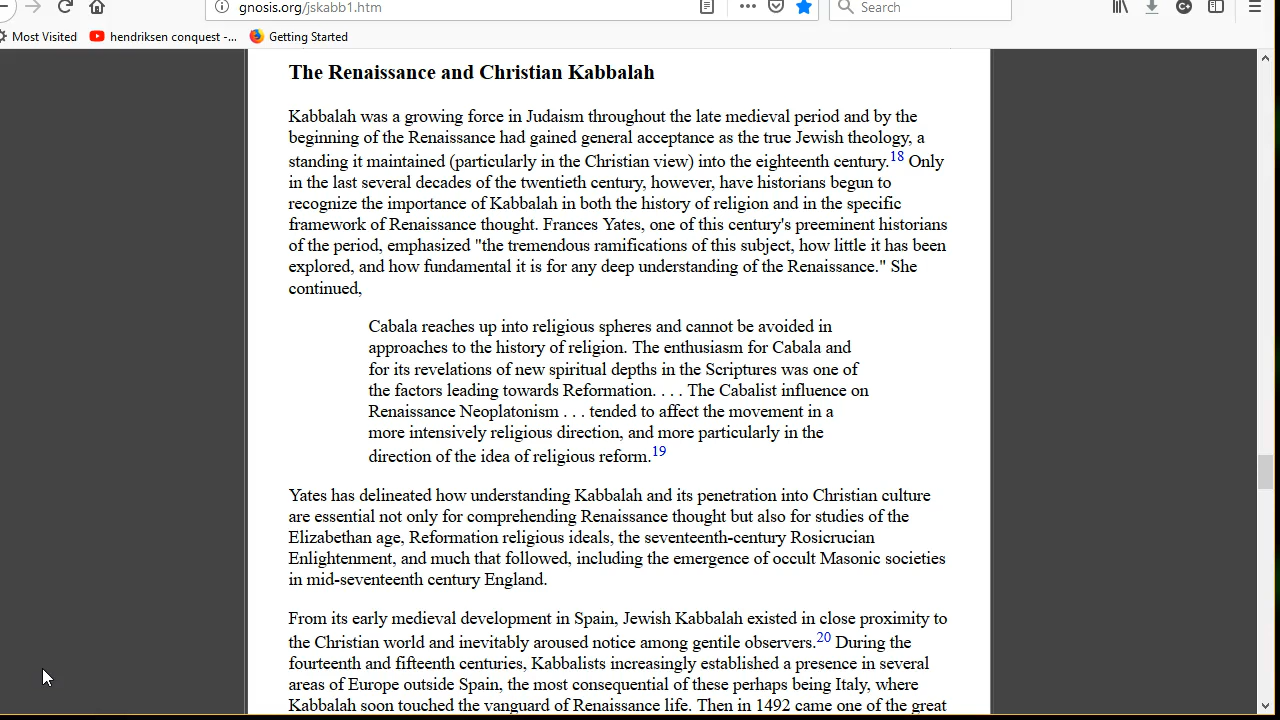 gnosis.org/jskabb1.htm
Search
Most Visited
hendriksen conquest -...
Getting Started
The Renaissance and Christian Kabbalah
Kabbalah was a growing force in Judaism throughout the late medieval period and by the
beginning of the Renaissance had gained general acceptance as the true Jewish theology, a
standing it maintained (particularly in the Christian view) into the eighteenth century.18 Only
in the last several decades of the twentieth century, however, have historians begun to
recognize the importance of Kabbalah in both the history of religion and in the specific
framework of Renaissance thought. Frances Yates, one of this century's preeminent historians
of the period, emphasized "the tremendous ramifications of this subject, how little it has been
explored, and how fundamental it is for any deep understanding of the Renaissance." She
continued,
Cabala reaches up into religious spheres and cannot be avoided in
approaches to the history of religion. The enthusiasm for Cabala and
for its revelations of new spiritual depths in the Scriptures was one of
the factors leading towards Reformation. . . . The Cabalist influence on
Renaissance Neoplatonism . . . tended to affect the movement in a
more intensively religious direction, and more particularly in the
direction of the idea of religious reform.19
Yates has delineated how understanding Kabbalah and its penetration into Christian culture
are essential not only for comprehending Renaissance thought but also for studies of the
Elizabethan age, Reformation religious ideals, the seventeenth-century Rosicrucian
Enlightenment, and much that followed, including the emergence of occult Masonic societies
in mid-seventeenth century England.
From its early medieval development in Spain, Jewish Kabbalah existed in close proximity to
the Christian world and inevitably aroused notice among gentile observers.20 During the
fourteenth and fifteenth centuries, Kabbalists increasingly established a presence in several
areas of Europe outside Spain, the most consequential of these perhaps being Italy, where
Kabbalah soon touched the vanguard of Renaissance life. Then in 1492 came one of the great